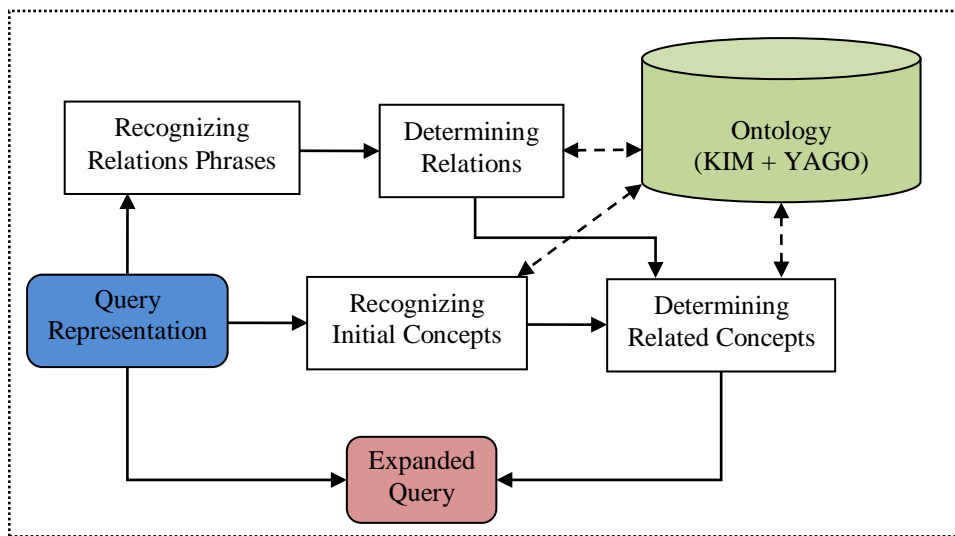 Recognizing
Relations Phrases
Determining
Relations
Ontology
(KIM + YAGO)
Query
Representation
Recognizing
Initial Concepts
Determining
Related Concepts
Expanded
Query